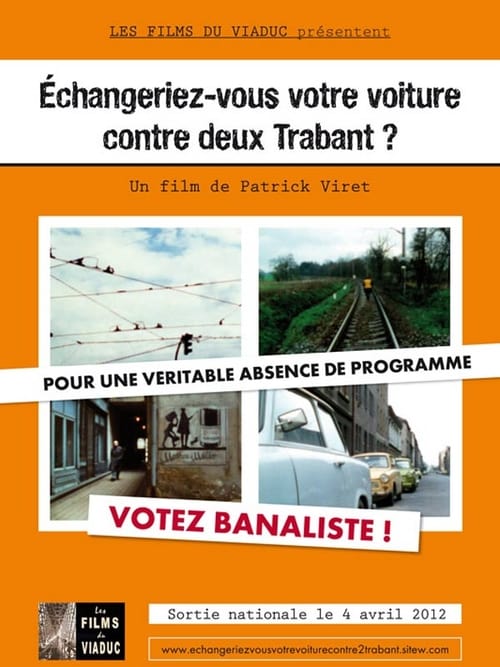 LES FILMS DU VIADUC présentent
Échangeriez-vous votre voiture
contre deux Trabant ?
Un film de Patrick Viret
POUR UNE VERITABLE ABSENCE DE PROGRAMME
VOTEZ BANALISTE !
Les
FILMS
du
VIADUC
Sortie nationale le 4 avril 2012
www.echangeriezvousvotrevoiturecontre2trabant.sitew.com